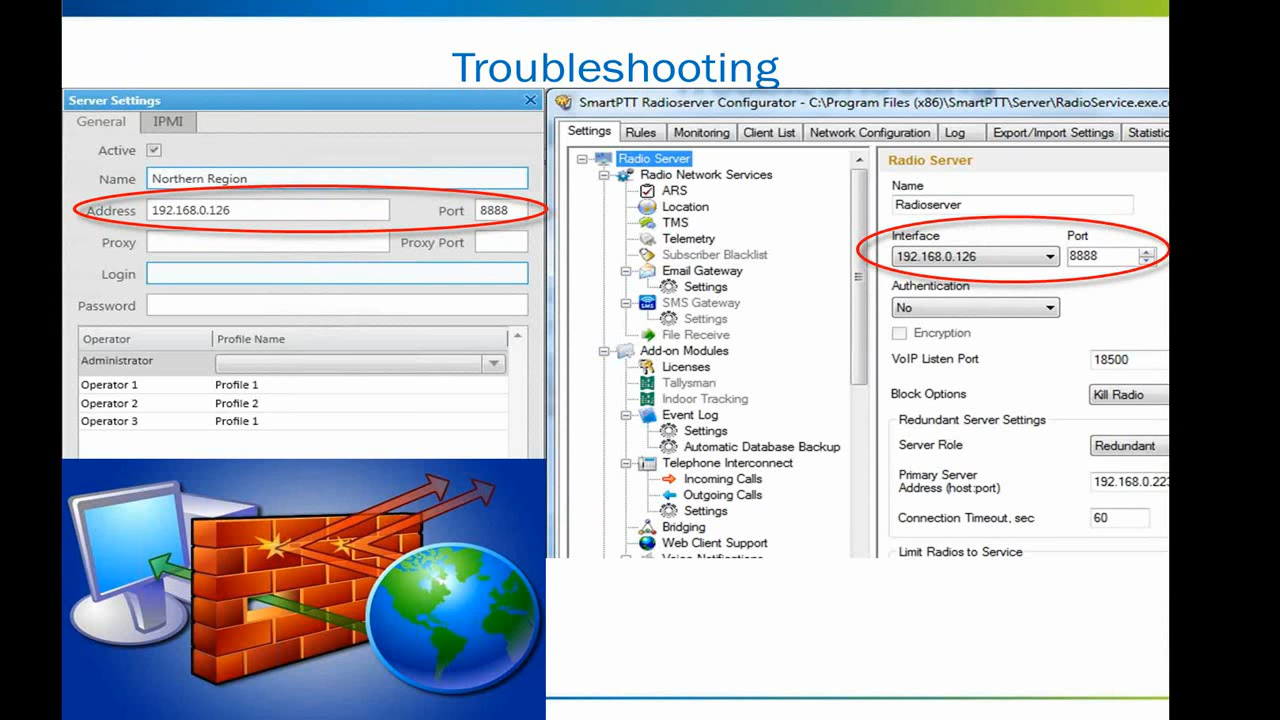 Troubleshooting
Server Settings
General IPMI
Active
Name Northern Region
Address 192.168.0.126 Port 8888
Proxy Proxy Port
Login
Password
Operator Profile Name
Administrator
Operator 1 Profile 1
Operator 2 Profile 2
Operator 3 Profile 1
SmartPTT Radioserver Configurator - C:\Program Files (x86)\SmartPTT\Server\RadioService.exe.c
Settings Rules Monitoring Client List Network Configuration Log Export/Import Settings Statistic
Radio Server
Radio Network Services
ARS
Location
TMS
Telemetry
Subscriber Blacklist
Email Gateway
Settings
SMS Gateway
Settings
File Receive
Add-on Modules
Licenses
Tallysman
Indoor Tracking
Event Log
Settings
Automatic Database Backup
Telephone Interconnect
Incoming Calls
Outgoing Calls
Settings
Bridging
Web Client Support
Radio Server
Name
Radioserver
Interface Port
192.168.0.126 8888
Authentication
No
Encryption
VoIP Listen Port 18500
Block Options Kill Radio
Redundant Server Settings
Server Role Redundant
Primary Server
Address (host:port) 192.168.0.223
Connection Timeout, sec 60
Limit Radios to Service